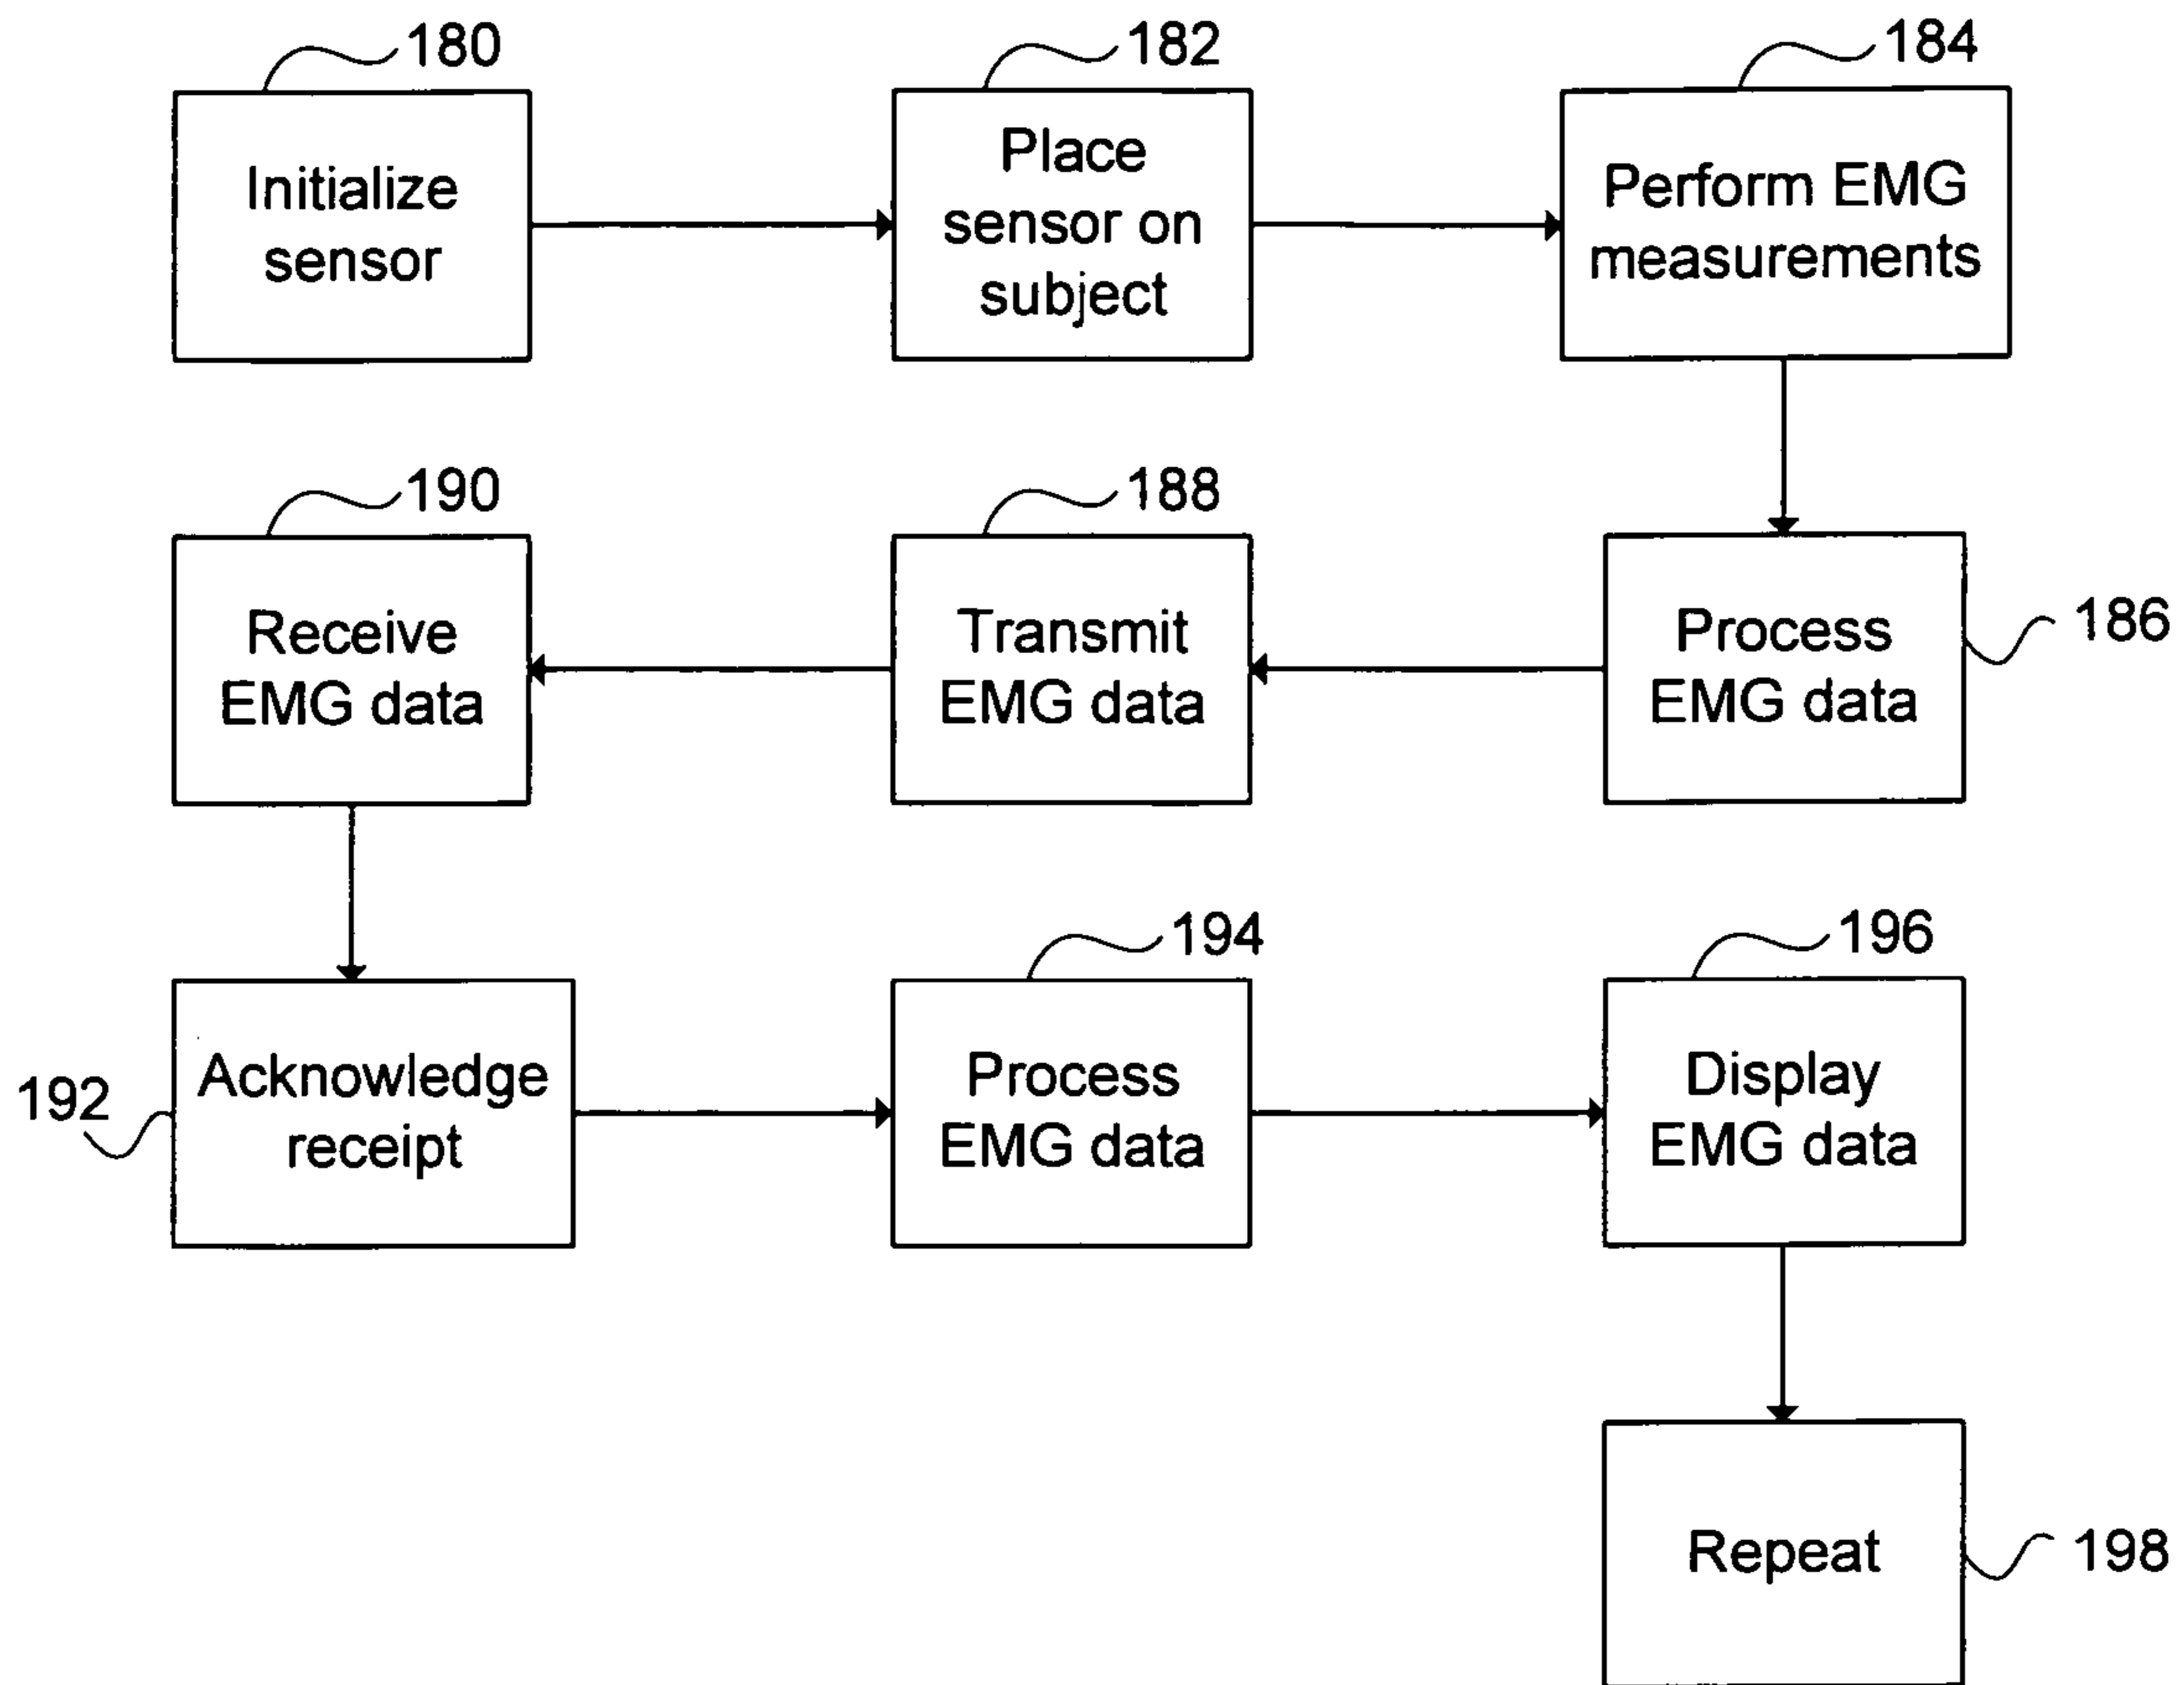 180
Initialize
sensor
182
Place
sensor on
subject
184
Perform EMG
measurements
186
Process
EMG data
188
Transmit
EMG data
190
Receive
EMG data
192
Acknowledge
receipt
194
Process
EMG data
196
Display
EMG data
198
Repeat